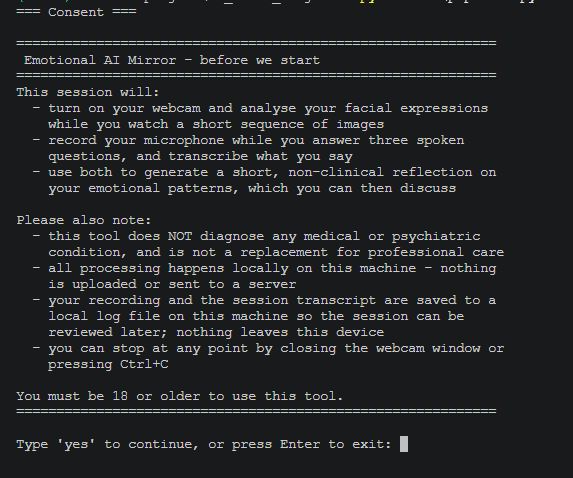 === Consent ===
============================================================
Emotional AI Mirror - before we start
============================================================
This session will:
- turn on your webcam and analyse your facial expressions
while you watch a short sequence of images
- record your microphone while you answer three spoken
questions, and transcribe what you say
- use both to generate a short, non-clinical reflection on
your emotional patterns, which you can then discuss
Please also note:
- this tool does NOT diagnose any medical or psychiatric
condition, and is not a replacement for professional care
- all processing happens locally on this machine - nothing
is uploaded or sent to a server
- your recording and the session transcript are saved to a
local log file on this machine so the session can be
reviewed later; nothing leaves this device
- you can stop at any point by closing the webcam window or
pressing Ctrl+C
You must be 18 or older to use this tool.
============================================================
Type 'yes' to continue, or press Enter to exit: